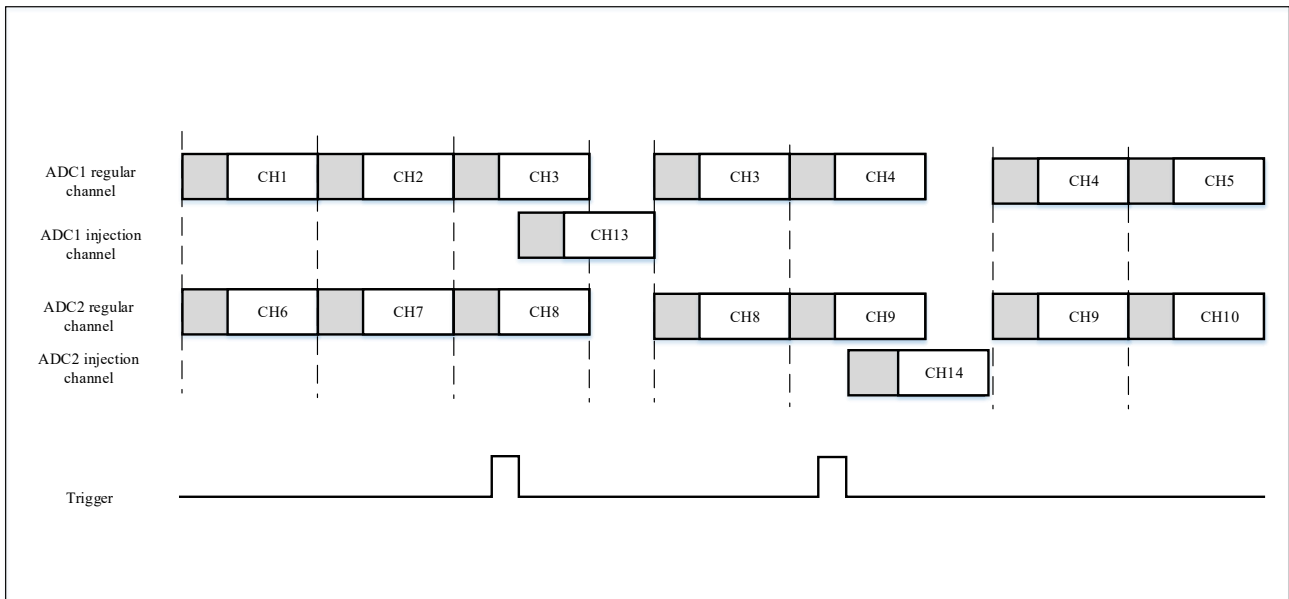 ADC1 regular
channel
CH1 CH2 CH3 CH3 CH4 CH4 CH5
ADC1 injection
channel
CH13
ADC2 regular
channel
CH6 CH7 CH8 CH8 CH9 CH9 CH10
ADC2 injection
channel
CH14
Trigger